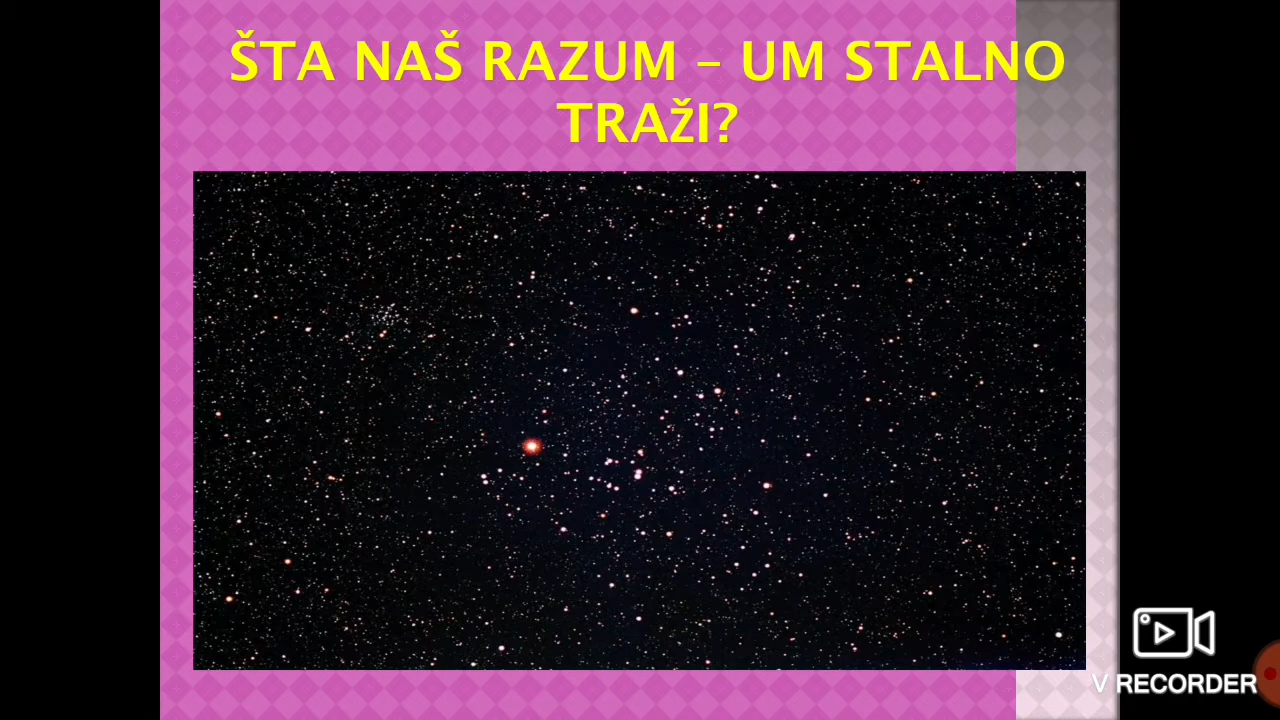 ŠTA NAŠ RAZUM – UM STALNO
TRAŽI?
V RECORDER